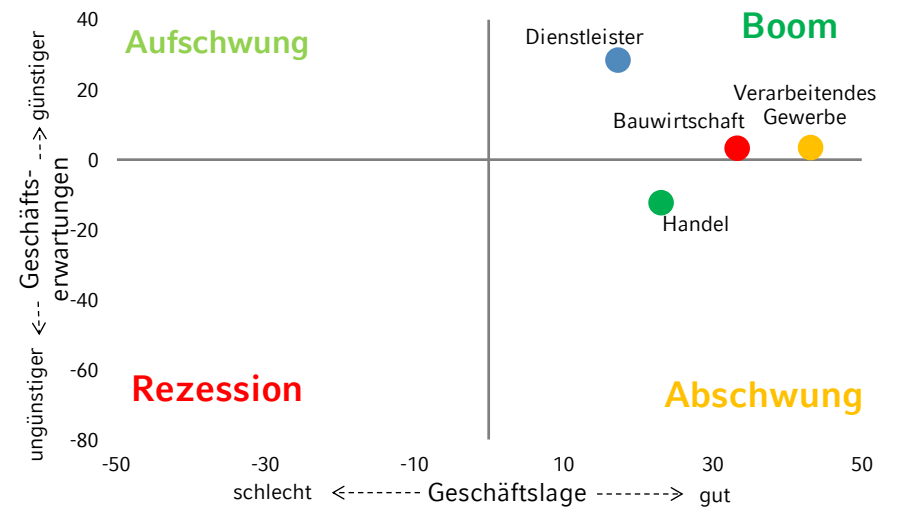 40
Aufschwung
Boom
Dienstleister
20
Verarbeitendes
Gewerbe
Bauwirtschaft
0
-20
Handel
-40
-60
Rezession
Abschwung
-80
ungünstiger <--- Geschäfts- ---> günstiger
erwartungen
-50 -30 -10 10 30 50
schlecht <-------- Geschäftslage --------> gut